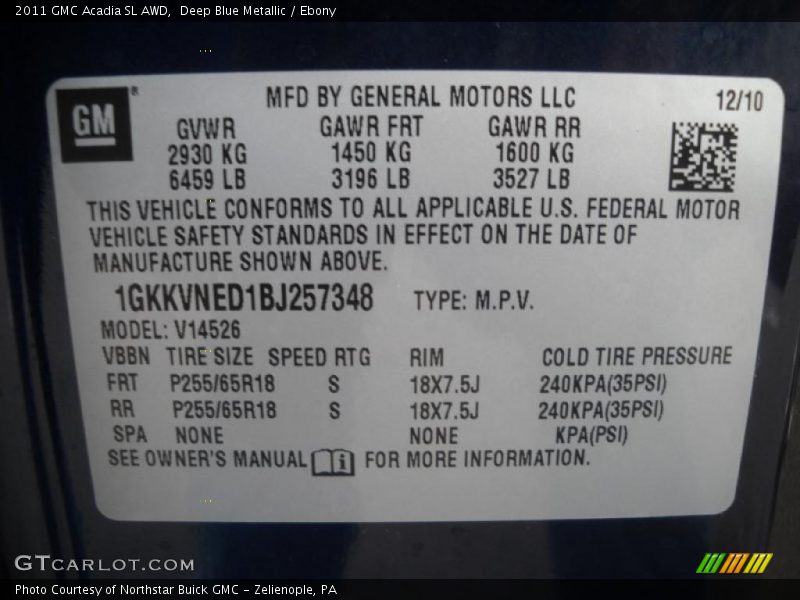 2011 GMC Acadia SL AWD,  Deep Blue Metallic / Ebony
GM ®
MFD BY GENERAL MOTORS LLC
12/10
GVWR GAWR FRT GAWR RR
2930 KG 1450 KG 1600 KG
6459 LB 3196 LB 3527 LB
THIS VEHICLE CONFORMS TO ALL APPLICABLE U.S. FEDERAL MOTOR
VEHICLE SAFETY STANDARDS IN EFFECT ON THE DATE OF
MANUFACTURE SHOWN ABOVE.
1GKKVNED1BJ257348 TYPE: M.P.V.
MODEL: V14526
VBBN TIRE SIZE SPEED RTG RIM COLD TIRE PRESSURE
FRT P255/65R18 S 18X7.5J 240KPA(35PSI)
RR P255/65R18 S 18X7.5J 240KPA(35PSI)
SPA NONE NONE KPA(PSI)
SEE OWNER'S MANUAL i FOR MORE INFORMATION.
GTCARLOT.COM
Photo Courtesy of Northstar Buick GMC - Zelienople, PA